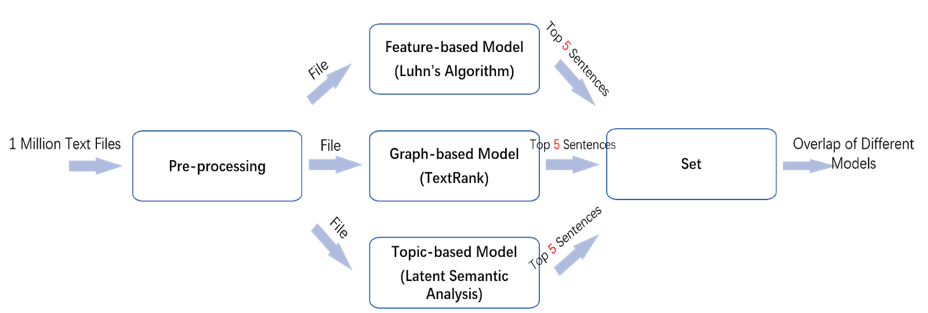 1 Million Text Files
Pre-processing
File
File
File
Feature-based Model
(Luhn's Algorithm)
Graph-based Model
(TextRank)
Topic-based Model
(Latent Semantic
Analysis)
Top 5 Sentences
Top 5 Sentences
Top 5 Sentences
Set
Overlap of Different
Models